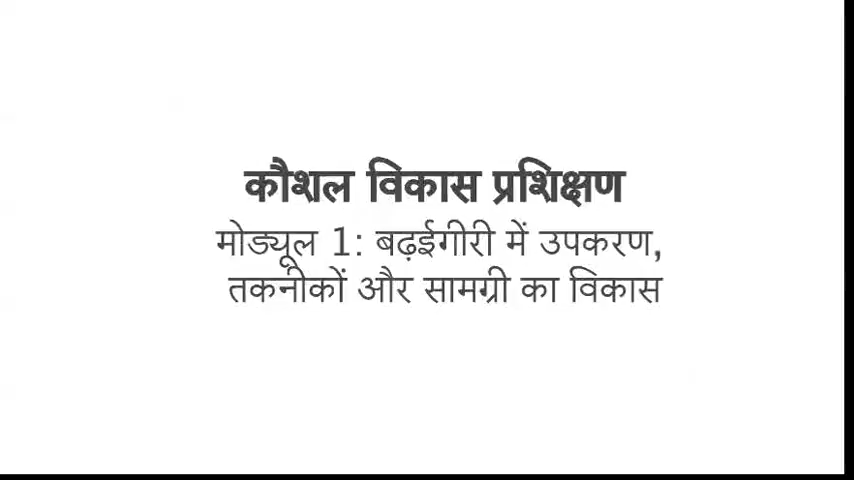 कौशल विकास प्रशिक्षण
मोड्यूल 1: बढ़ईगीरी में उपकरण,
तकनीकों और सामग्री का विकास